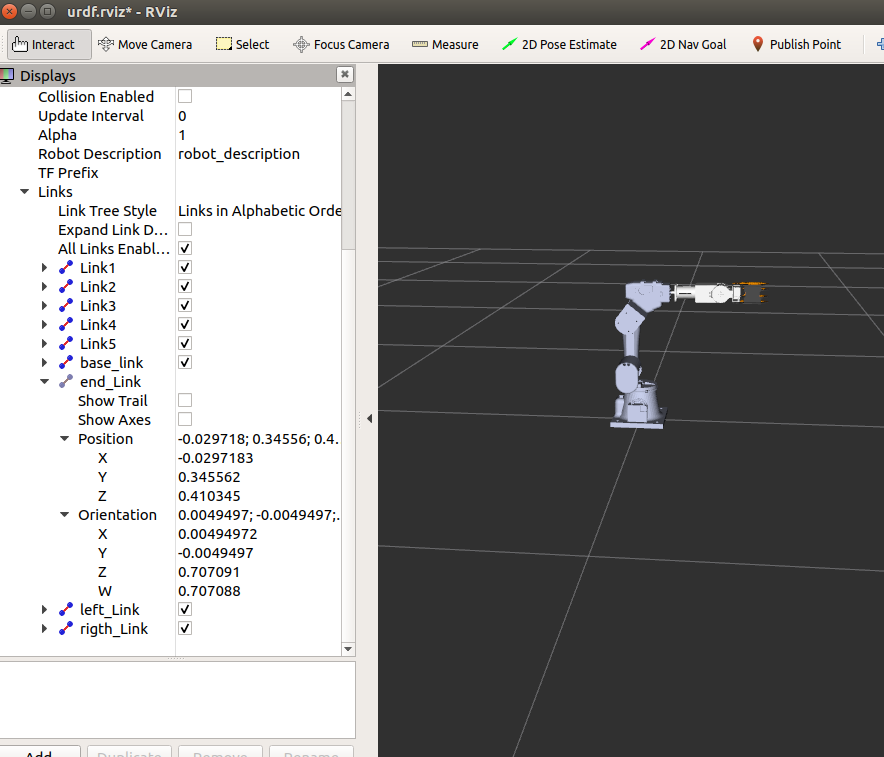 urdf.rviz* - RViz
Interact Move Camera Select Focus Camera Measure 2D Pose Estimate 2D Nav Goal Publish Point
Displays
Collision Enabled
Update Interval 0
Alpha 1
Robot Description robot_description
TF Prefix
Links
Link Tree Style Links in Alphabetic Orde
Expand Link D...
All Links Enabl...
Link1
Link2
Link3
Link4
Link5
base_link
end_Link
Show Trail
Show Axes
Position -0.029718; 0.34556; 0.4...
X -0.0297183
Y 0.345562
Z 0.410345
Orientation 0.0049497; -0.0049497;...
X 0.00494972
Y -0.0049497
Z 0.707091
W 0.707088
left_Link
rigth_Link
Add Duplicate Remove Rename